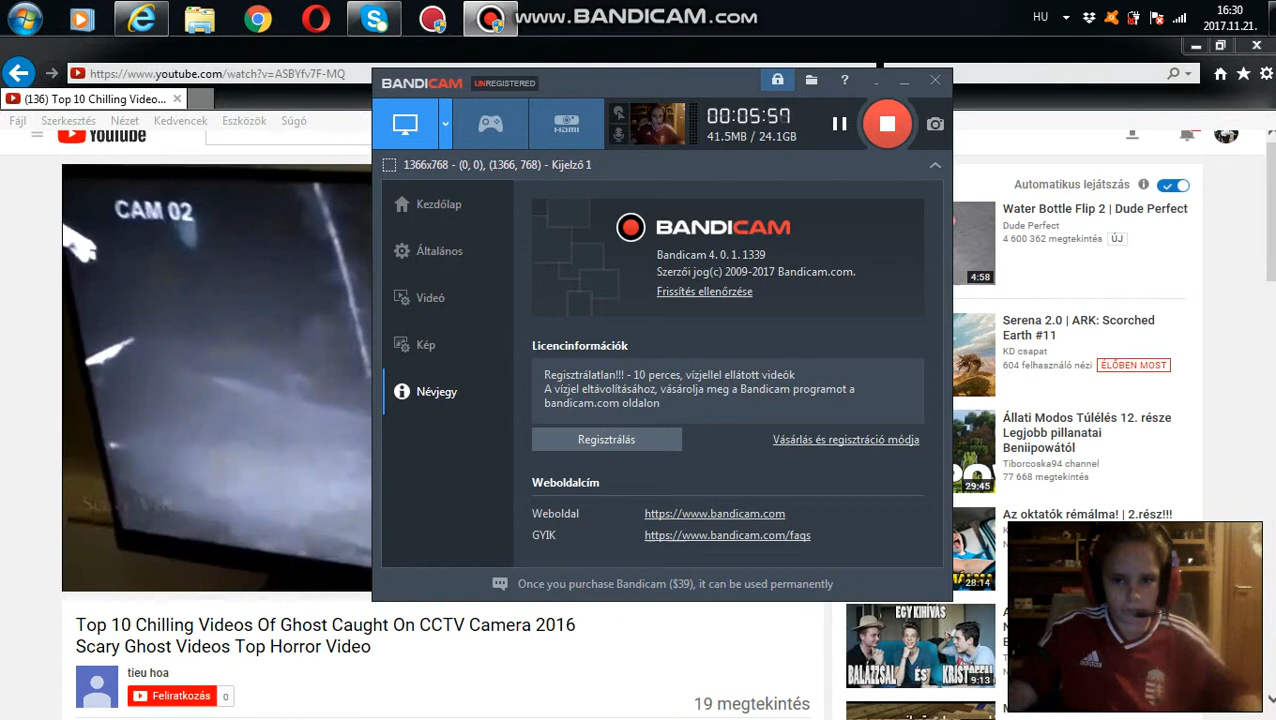 www.BANDICAM.com
HU
16:30
2017.11.21.
https://www.youtube.com/watch?v=ASBYfv7F-MQ
(136) Top 10 Chilling Videos...
Fájl Szerkesztés Nézet Kedvencek Eszközök Súgó
YouTube
BANDICAM UNREGISTERED
HDMI
00:05:57
41.5MB / 24.1GB
1366x768 - (0, 0), (1366, 768) - Kijelző 1
Kezdőlap
Általános
Videó
Kép
Névjegy
BANDICAM
Bandicam 4. 0. 1. 1339
Szerzői jog(c) 2009-2017 Bandicam.com.
Frissítés ellenőrzése
Licencinformációk
Regisztrálatlan!!! - 10 perces, vízjellel ellátott videók
A vízjel eltávolításához, vásárolja meg a Bandicam programot a
bandicam.com oldalon
Regisztrálás
Vásárlás és regisztráció módja
Weboldalcím
Weboldal https://www.bandicam.com
GYIK https://www.bandicam.com/faqs
Once you purchase Bandicam ($39), it can be used permanently
CAM 02
Top 10 Chilling Videos Of Ghost Caught On CCTV Camera 2016
Scary Ghost Videos Top Horror Video
tieu hoa
Feliratkozás 0
19 megtekintés
Automatikus lejátszás
Water Bottle Flip 2 | Dude Perfect
Dude Perfect
4 600 362 megtekintés ÚJ
4:58
Serena 2.0 | ARK: Scorched
Earth #11
KD csapat
604 felhasználó nézi ÉLŐBEN MOST
Állati Modos Túlélés 12. része
Legjobb pillanatai
Beniipowától
Tiborcoska94 channel
77 668 megtekintés
29:45
Az oktatók rémálma! | 2.rész!!!
28:14
EGY KIHÍVÁS
BALÁZZSAL ÉS KRISTOFFAL
9:13
adidas